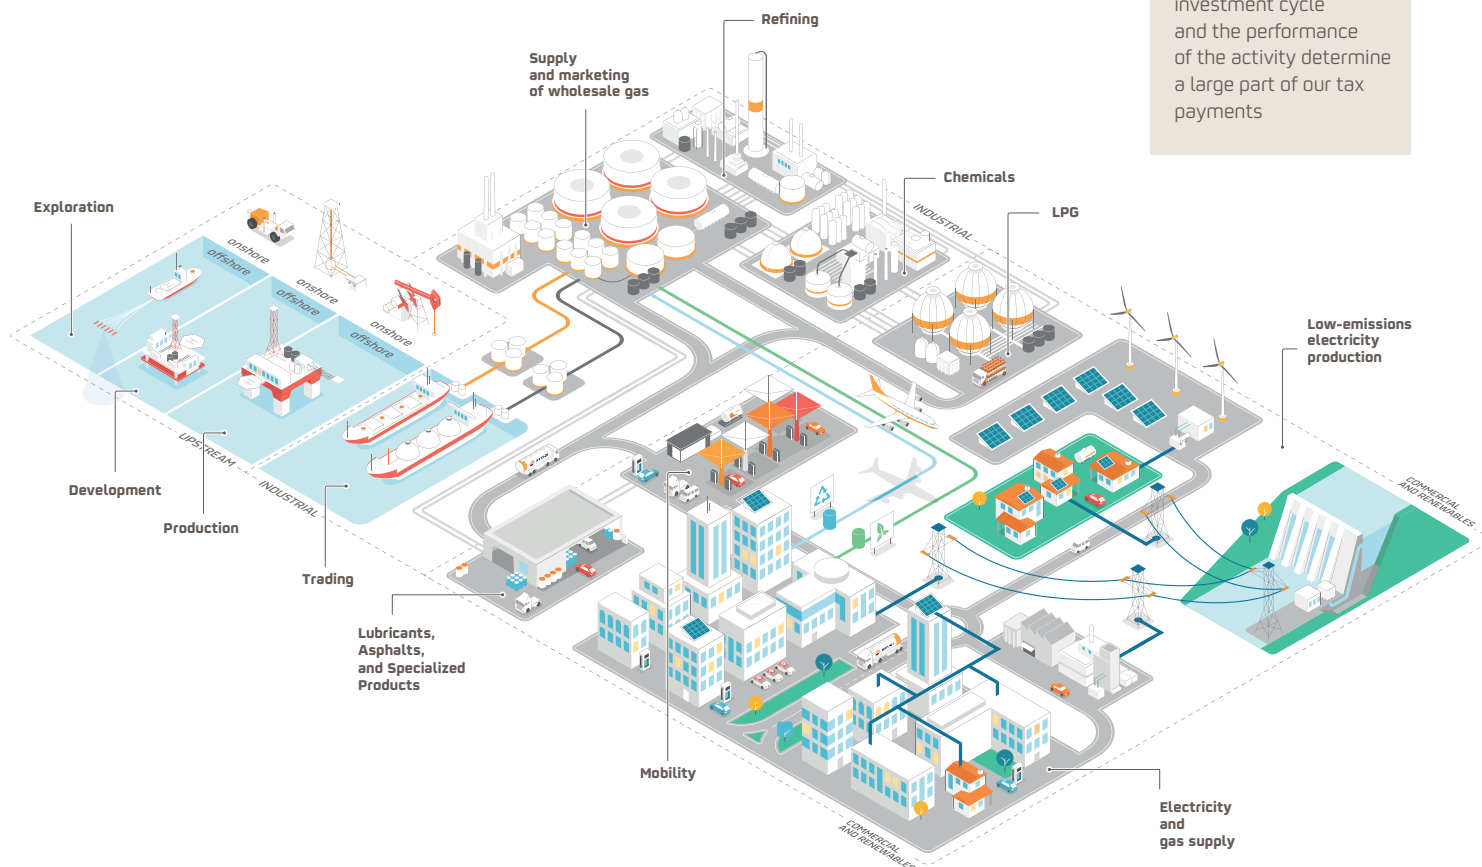 investment cycle
and the performance
of the activity determine
a large part of our tax
payments
Refining
Supply
and marketing
of wholesale gas
Chemicals
LPG
INDUSTRIAL
Exploration
onshore
offshore
onshore
offshore
onshore
offshore
Low-emissions
electricity
production
UPSTREAM
INDUSTRIAL
COMMERCIAL
AND RENEWABLES
Development
Production
Trading
Lubricants,
Asphalts,
and Specialized
Products
Mobility
Electricity
and
gas supply
COMMERCIAL
AND RENEWABLES